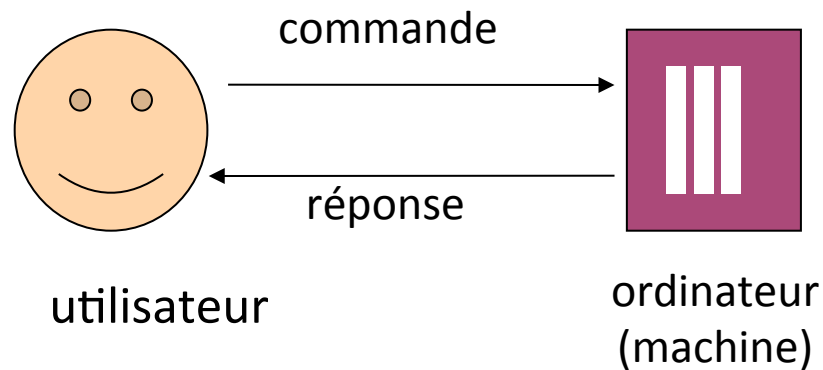 commande
réponse
utilisateur
ordinateur
(machine)